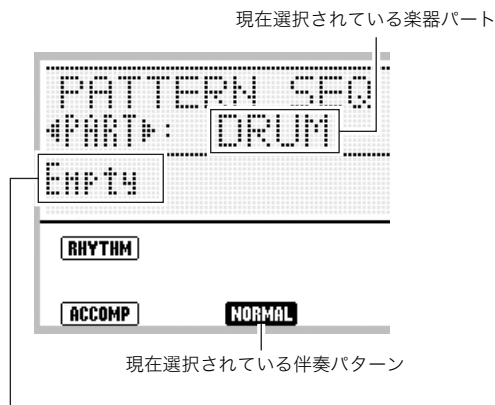 現在選択されている楽器パート
PATTERN SEQ
◂PART▸: DRUM
Empty
RHYTHM
ACCOMP NORMAL
現在選択されている伴奏パターン